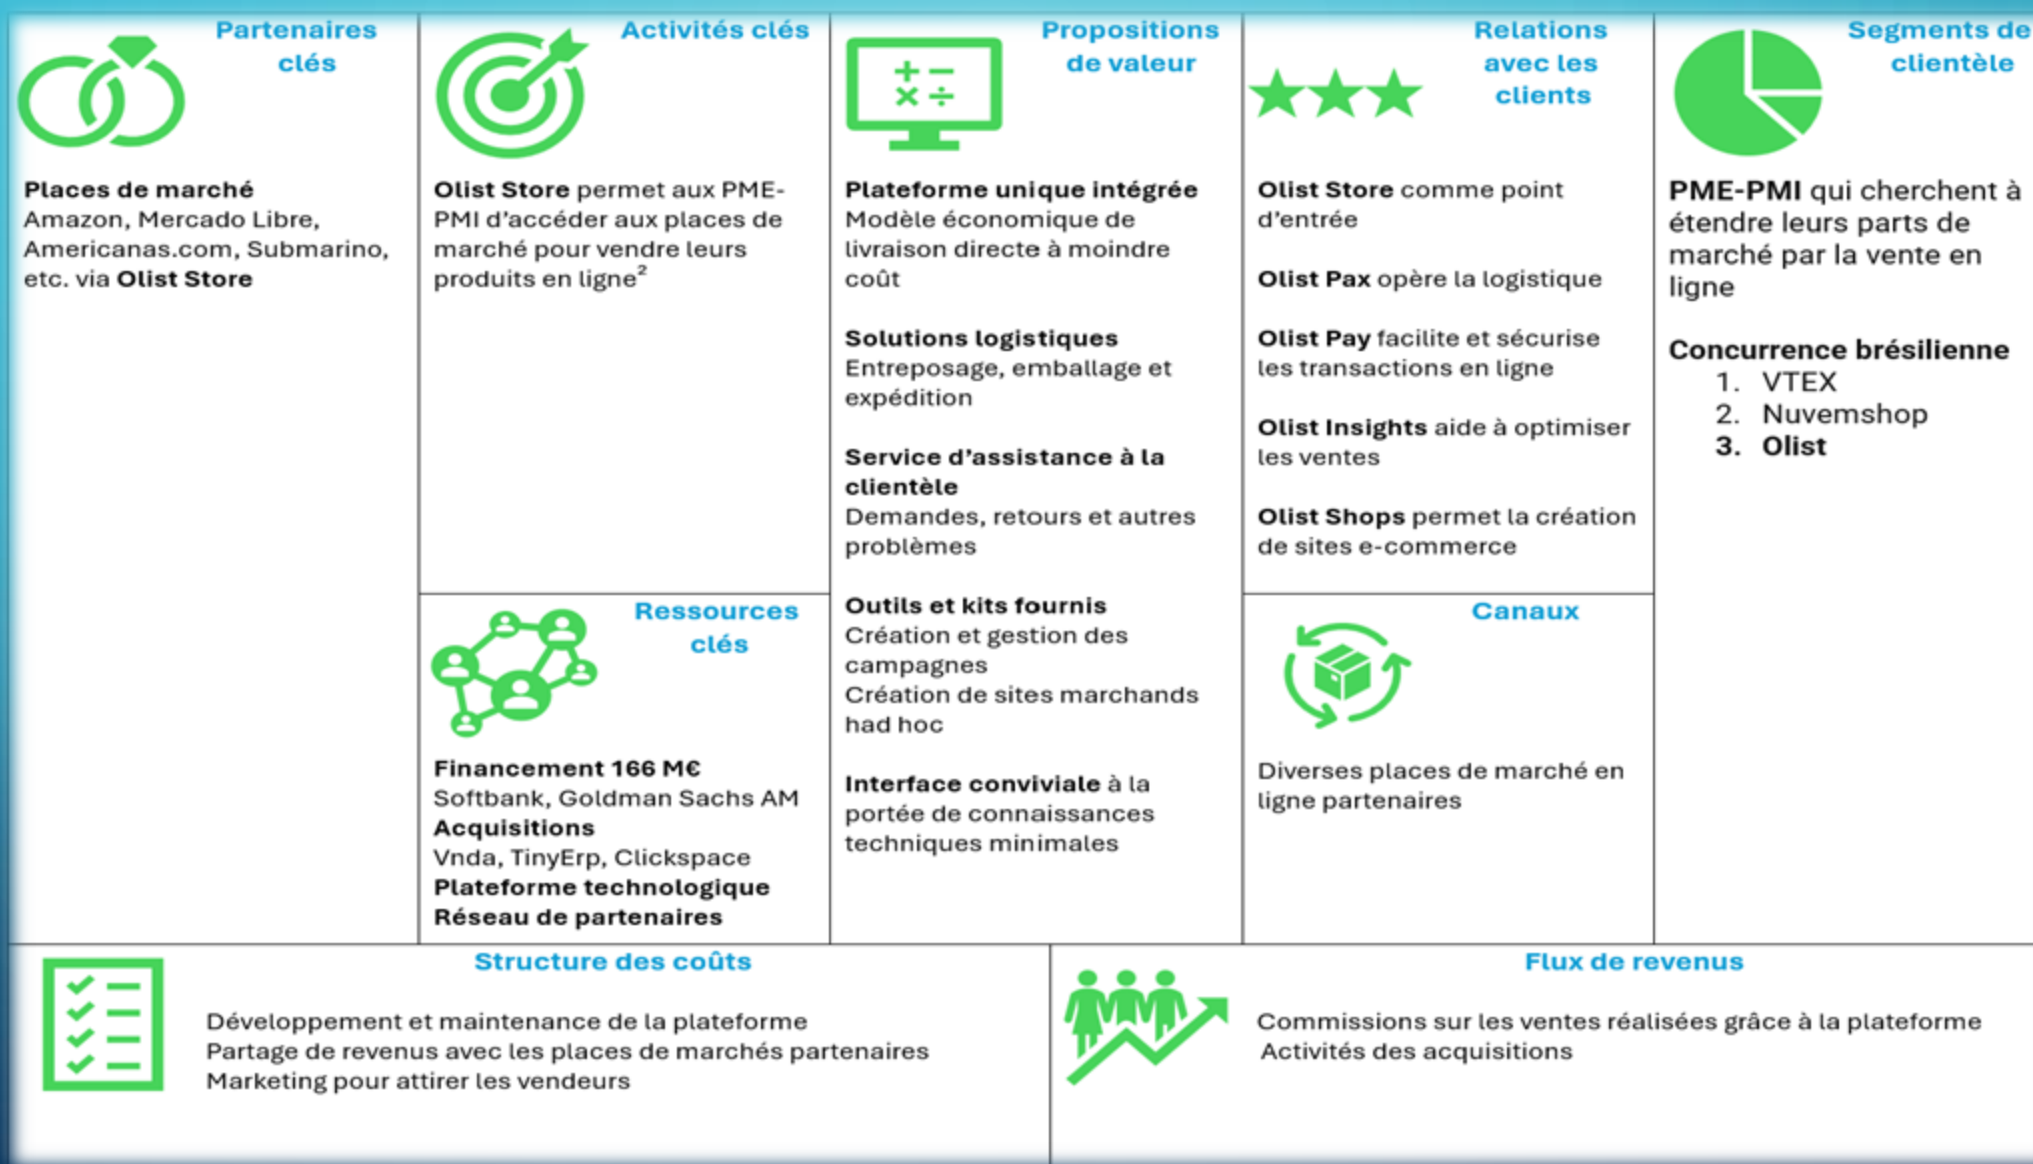 Partenaires
clés
Places de marché
Amazon, Mercado Libre,
Americanas.com, Submarino,
etc. via Olist Store
Activités clés
Olist Store permet aux PME-
PMI d’accéder aux places de
marché pour vendre leurs
produits en ligne²
Ressources
clés
Financement 166 M€
Softbank, Goldman Sachs AM
Acquisitions
Vnda, TinyErp, Clickspace
Plateforme technologique
Réseau de partenaires
Propositions
de valeur
Plateforme unique intégrée
Modèle économique de
livraison directe à moindre
coût
Solutions logistiques
Entreposage, emballage et
expédition
Service d’assistance à la
clientèle
Demandes, retours et autres
problèmes
Outils et kits fournis
Création et gestion des
campagnes
Création de sites marchands
had hoc
Interface conviviale à la
portée de connaissances
techniques minimales
Relations
avec les
clients
Olist Store comme point
d’entrée
Olist Pax opère la logistique
Olist Pay facilite et sécurise
les transactions en ligne
Olist Insights aide à optimiser
les ventes
Olist Shops permet la création
de sites e-commerce
Canaux
Diverses places de marché en
ligne partenaires
Segments de
clientèle
PME-PMI qui cherchent à
étendre leurs parts de
marché par la vente en
ligne
Concurrence brésilienne
1. VTEX
2. Nuvemshop
3. Olist
Structure des coûts
Développement et maintenance de la plateforme
Partage de revenus avec les places de marchés partenaires
Marketing pour attirer les vendeurs
Flux de revenus
Commissions sur les ventes réalisées grâce à la plateforme
Activités des acquisitions